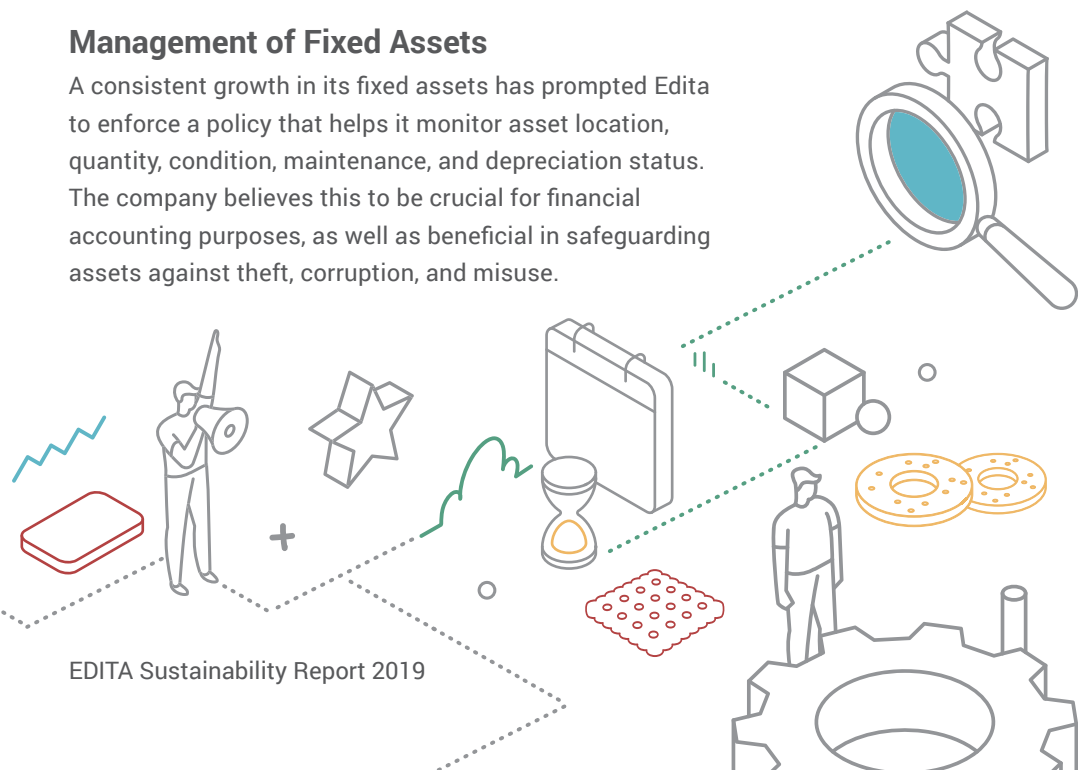 Management of Fixed Assets
A consistent growth in its fixed assets has prompted Edita
to enforce a policy that helps it monitor asset location,
quantity, condition, maintenance, and depreciation status.
The company believes this to be crucial for financial
accounting purposes, as well as beneficial in safeguarding
assets against theft, corruption, and misuse.
EDITA Sustainability Report 2019